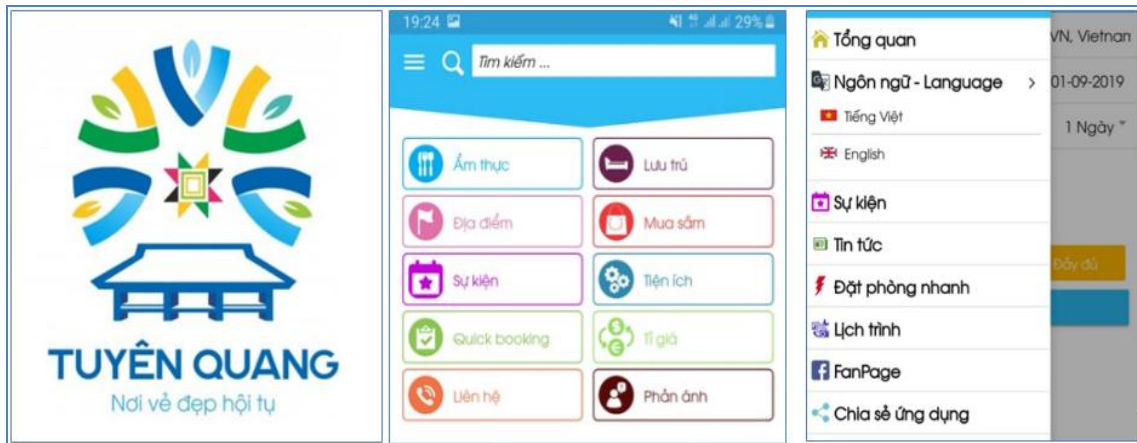 TUYÊN QUANG
Nơi vẻ đẹp hội tụ
19:24
29%
Tìm kiếm ...
Ẩm thực
Lưu trú
Địa điểm
Mua sắm
Sự kiện
Tiện ích
Quick booking
Tỉ giá
Liên hệ
Phản ánh
Tổng quan
Ngôn ngữ - Language
Tiếng Việt
English
Sự kiện
Tin tức
Đặt phòng nhanh
Lịch trình
FanPage
Chia sẻ ứng dụng
VN, Vietnam
01-09-2019
1 Ngày
Đầy đủ